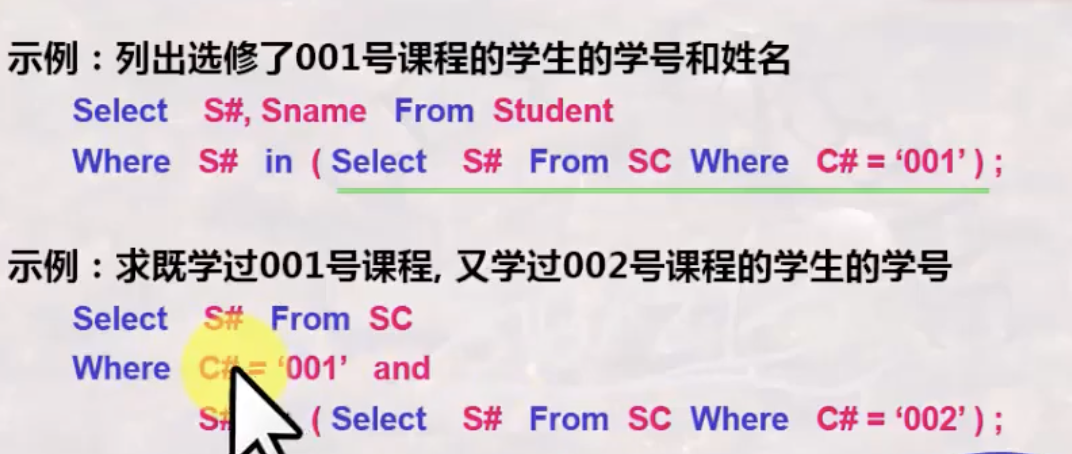 示例：列出选修了001号课程的学生的学号和姓名
Select S#, Sname From Student
Where S# in ( Select S# From SC Where C# = ‘001’ ) ;
示例：求既学过001号课程, 又学过002号课程的学生的学号
Select S# From SC
Where C# = ‘001’ and
S# ( Select S# From SC Where C# = ‘002’ ) ;